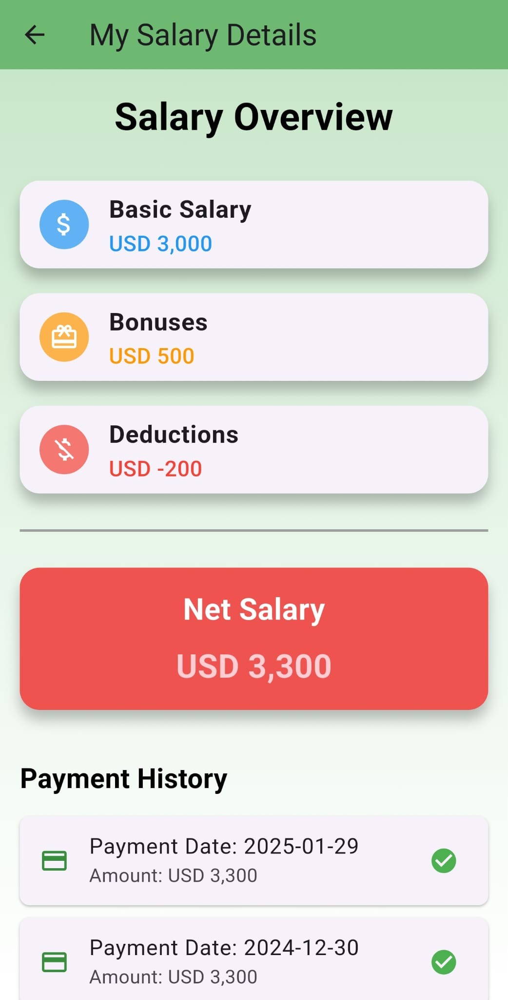 My Salary Details
Salary Overview
Basic Salary
USD 3,000
Bonuses
USD 500
Deductions
USD -200
Net Salary
USD 3,300
Payment History
Payment Date: 2025-01-29
Amount: USD 3,300
Payment Date: 2024-12-30
Amount: USD 3,300